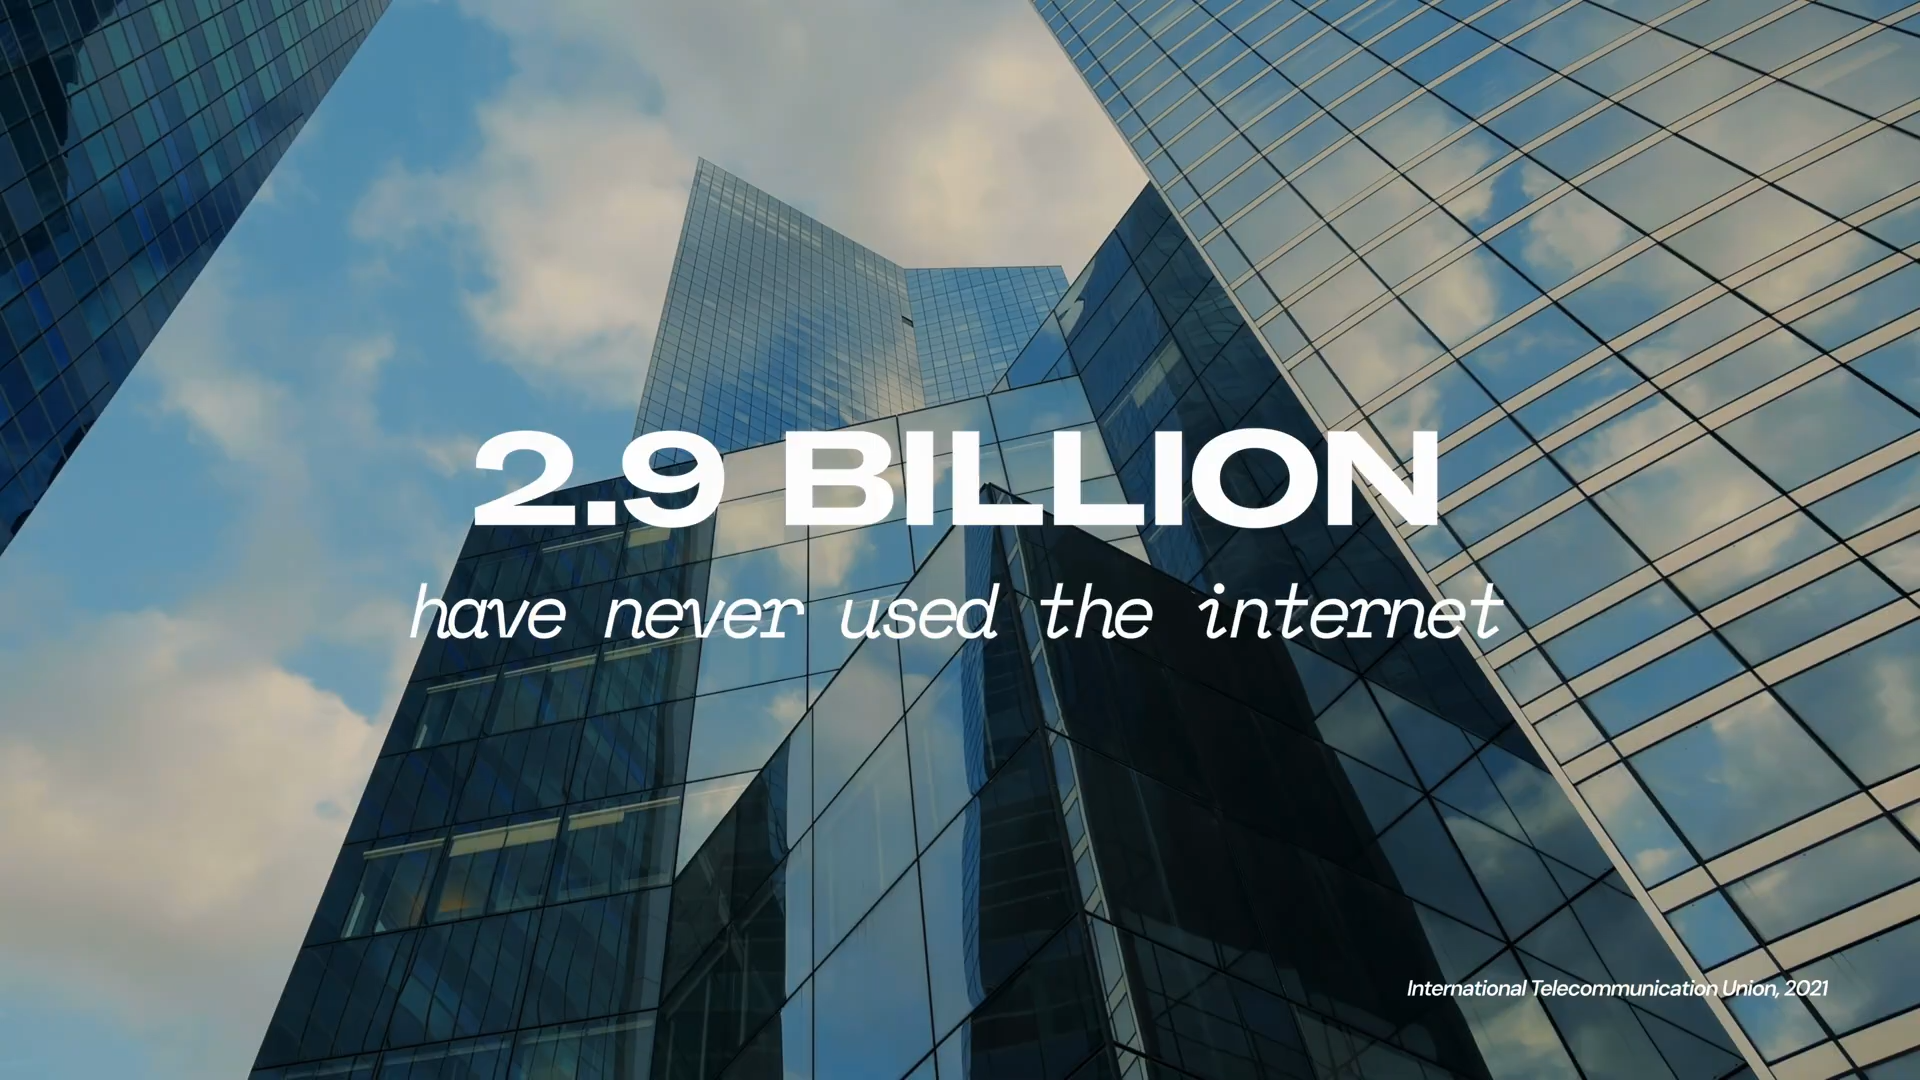 2.9 BILLION
have never used the internet
International Telecommunication Union, 2021